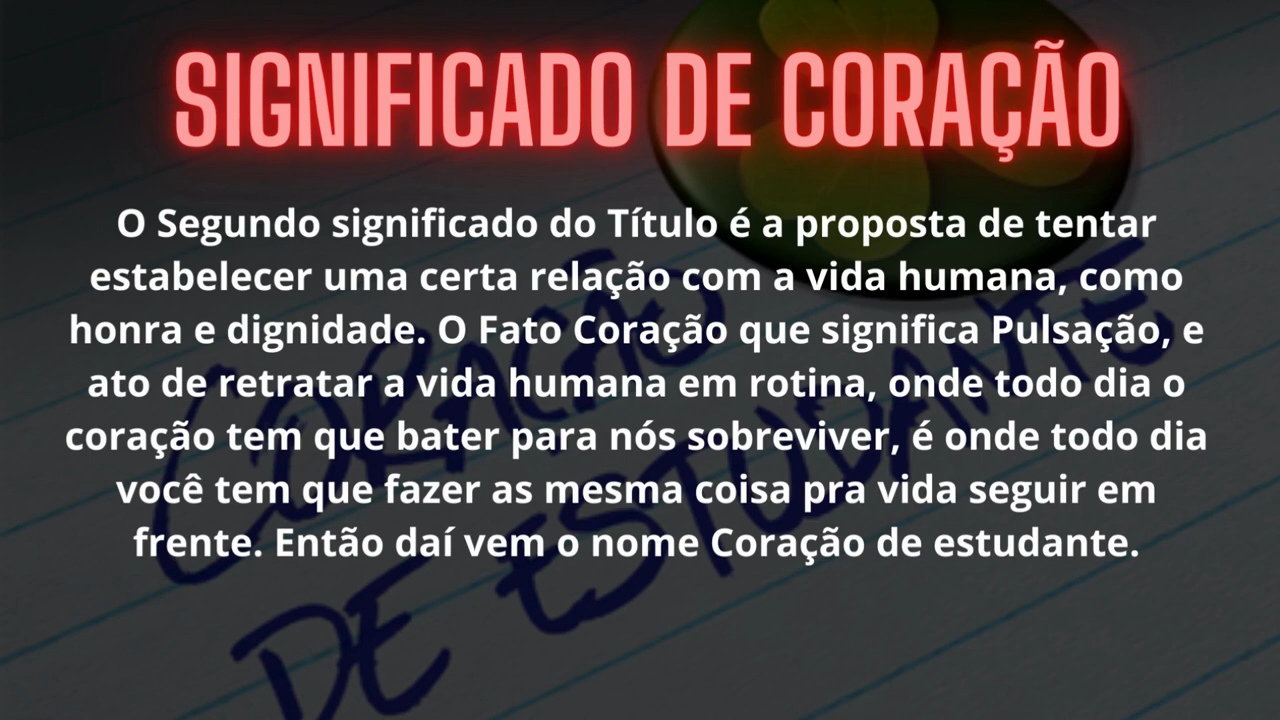 SIGNIFICADO DE CORAÇÃO
O Segundo significado do Título é a proposta de tentar
estabelecer uma certa relação com a vida humana, como
honra e dignidade. O Fato Coração que significa Pulsação, e
ato de retratar a vida humana em rotina, onde todo dia o
coração tem que bater para nós sobreviver, é onde todo dia
você tem que fazer as mesma coisa pra vida seguir em
frente. Então daí vem o nome Coração de estudante.
CORAÇÃO
DE ESTUDANTE